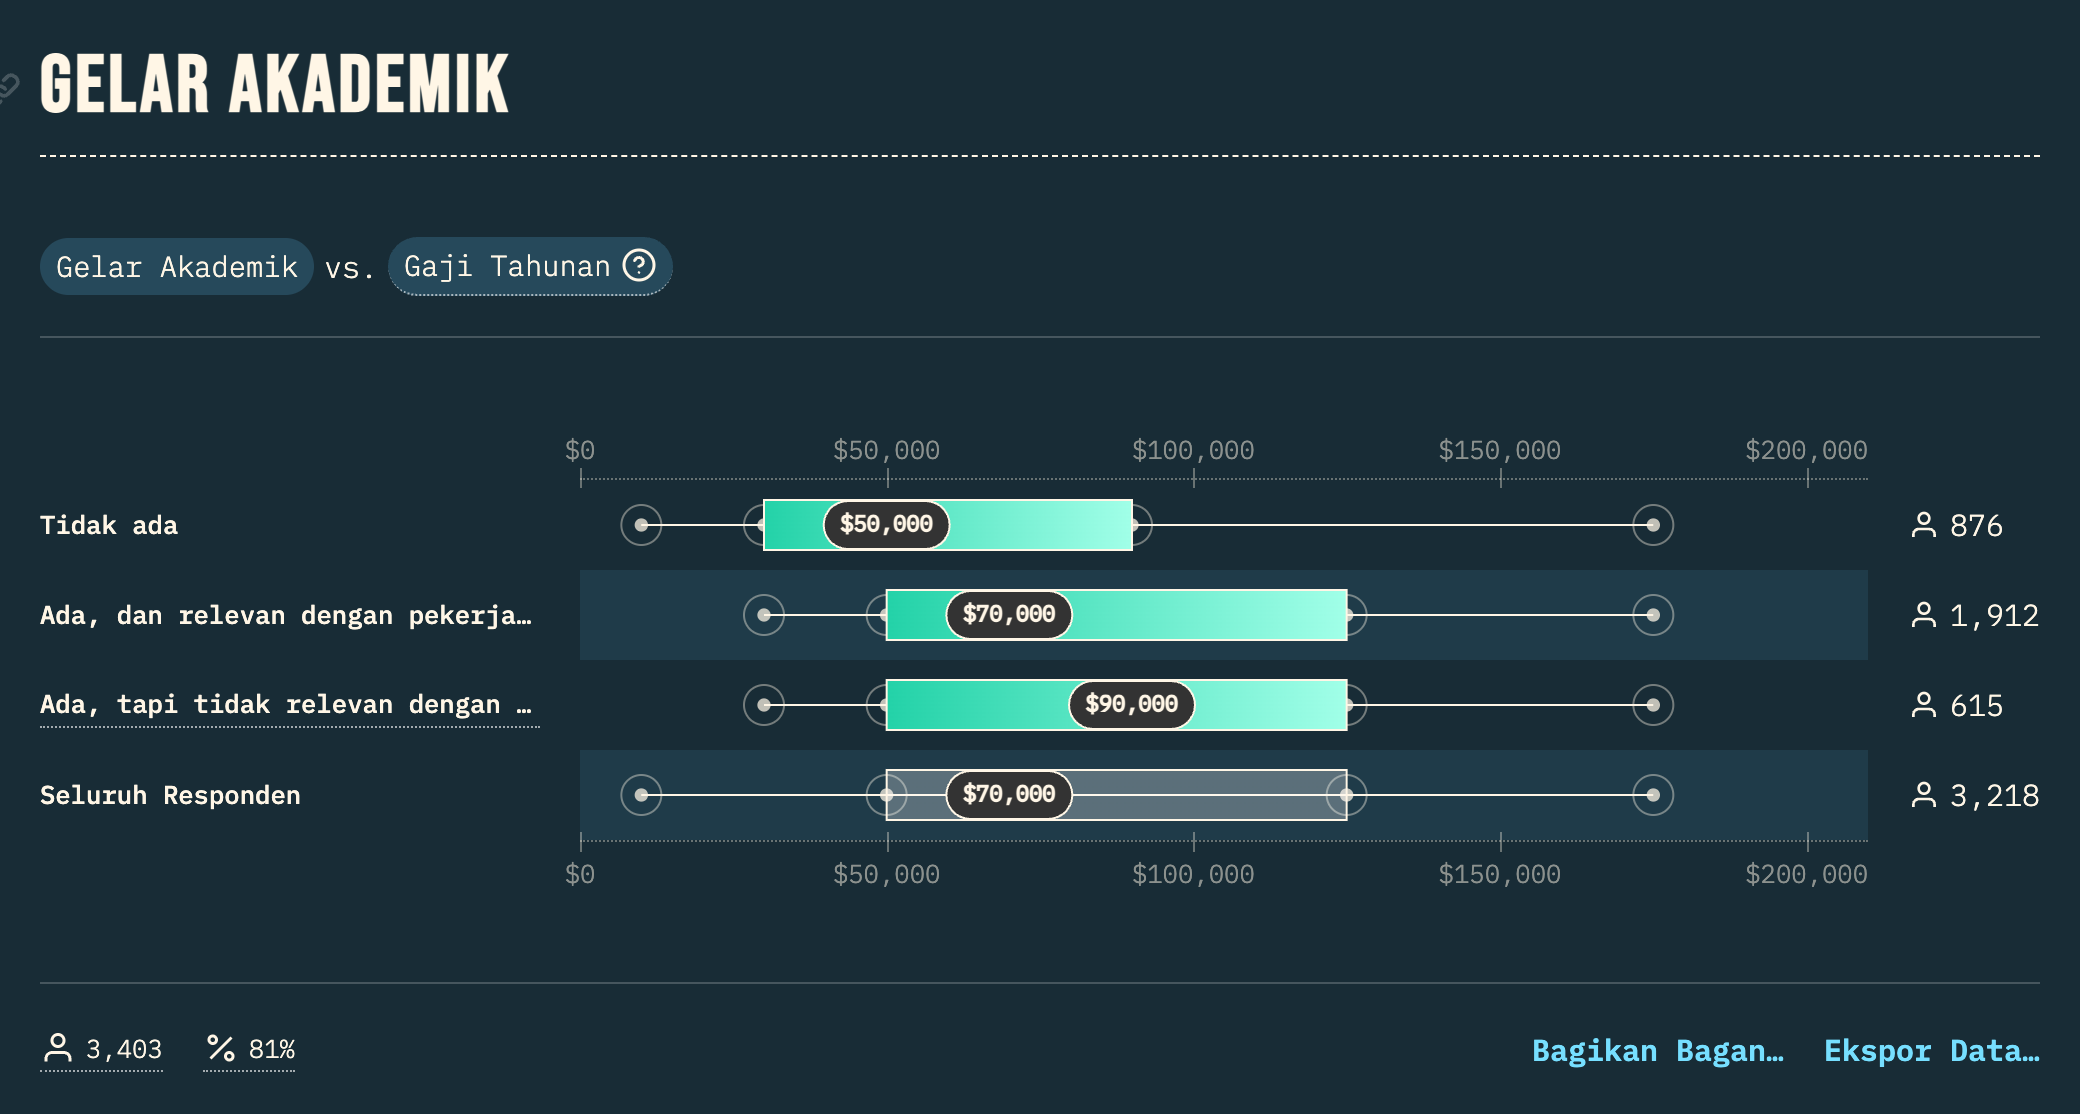 GELAR AKADEMIK
Gelar Akademik vs. Gaji Tahunan ?
$0 $50,000 $100,000 $150,000 $200,000
Tidak ada $50,000 876
Ada, dan relevan dengan pekerja… $70,000 1,912
Ada, tapi tidak relevan dengan … $90,000 615
Seluruh Responden $70,000 3,218
$0 $50,000 $100,000 $150,000 $200,000
3,403 % 81% Bagikan Bagan… Ekspor Data…